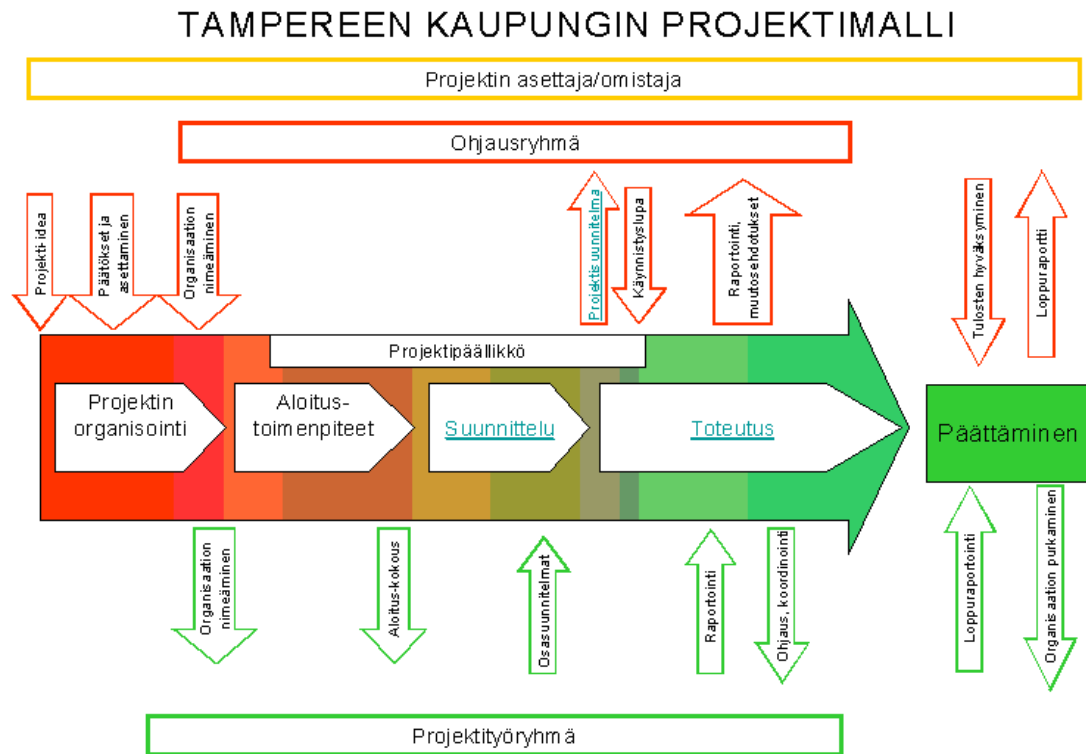 TAMPEREEN KAUPUNGIN PROJEKTIMALLI
Projektin asettaja/omistaja
Ohjausryhmä
Projekti-idea
Päätökset ja
asettaminen
Organisaation
nimeäminen
Projektisuunnitelma
Käynnistyslupa
Raportointi,
muutosehdotukset
Tulosten hyväksyminen
Loppuraportti
Projektipäällikkö
Projektin
organisointi
Aloitus-
toimenpiteet
Suunnittelu
Toteutus
Päättäminen
Organisaation
nimeäminen
Aloitus-kokous
Osasuunnitelmat
Raportointi
Ohjaus, koordinointi
Loppuraportointi
Organisaation purkaminen
Projektityöryhmä